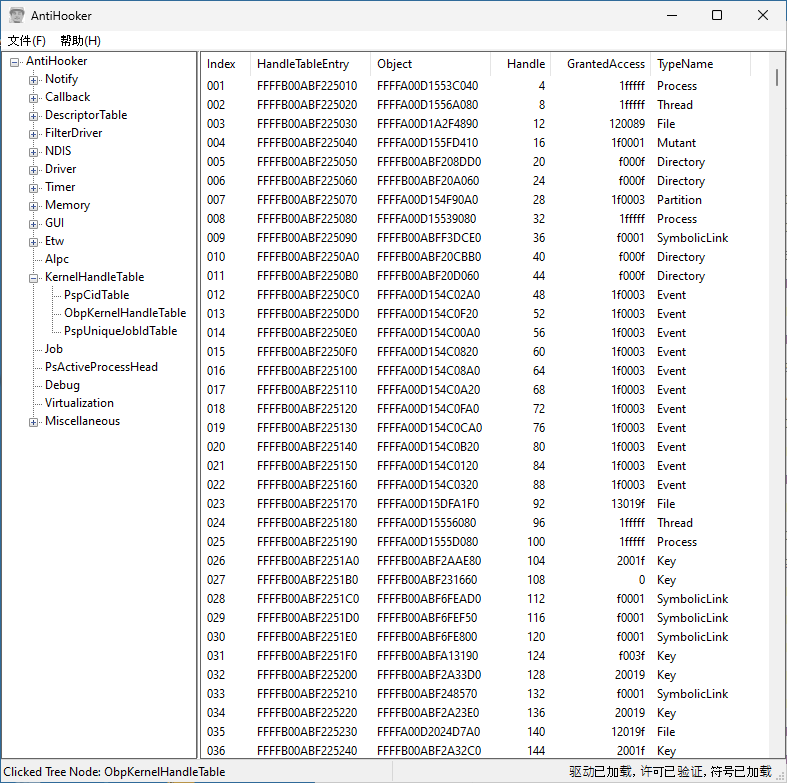 AntiHooker
文件(F) 帮助(H)
AntiHooker
Notify
Callback
DescriptorTable
FilterDriver
NDIS
Driver
Timer
Memory
GUI
Etw
Alpc
KernelHandleTable
PspCidTable
ObpKernelHandleTable
PspUniqueJobIdTable
Job
PsActiveProcessHead
Debug
Virtualization
Miscellaneous
Index HandleTableEntry Object Handle GrantedAccess TypeName
001 FFFFB00ABF225010 FFFFA00D1553C040 4 1fffff Process
002 FFFFB00ABF225020 FFFFA00D1556A080 8 1fffff Thread
003 FFFFB00ABF225030 FFFFA00D1A2F4890 12 120089 File
004 FFFFB00ABF225040 FFFFA00D155FD410 16 1f0001 Mutant
005 FFFFB00ABF225050 FFFFB00ABF208DD0 20 f000f Directory
006 FFFFB00ABF225060 FFFFB00ABF20A060 24 f000f Directory
007 FFFFB00ABF225070 FFFFA00D154F90A0 28 1f0003 Partition
008 FFFFB00ABF225080 FFFFA00D15539080 32 1fffff Process
009 FFFFB00ABF225090 FFFFB00ABFF3DCE0 36 f0001 SymbolicLink
010 FFFFB00ABF2250A0 FFFFB00ABF20CBB0 40 f000f Directory
011 FFFFB00ABF2250B0 FFFFB00ABF20D060 44 f000f Directory
012 FFFFB00ABF2250C0 FFFFA00D154C02A0 48 1f0003 Event
013 FFFFB00ABF2250D0 FFFFA00D154C0F20 52 1f0003 Event
014 FFFFB00ABF2250E0 FFFFA00D154C00A0 56 1f0003 Event
015 FFFFB00ABF2250F0 FFFFA00D154C0820 60 1f0003 Event
016 FFFFB00ABF225100 FFFFA00D154C08A0 64 1f0003 Event
017 FFFFB00ABF225110 FFFFA00D154C0A20 68 1f0003 Event
018 FFFFB00ABF225120 FFFFA00D154C0FA0 72 1f0003 Event
019 FFFFB00ABF225130 FFFFA00D154C0CA0 76 1f0003 Event
020 FFFFB00ABF225140 FFFFA00D154C0B20 80 1f0003 Event
021 FFFFB00ABF225150 FFFFA00D154C0120 84 1f0003 Event
022 FFFFB00ABF225160 FFFFA00D154C0320 88 1f0003 Event
023 FFFFB00ABF225170 FFFFA00D15DFA1F0 92 13019f File
024 FFFFB00ABF225180 FFFFA00D15556080 96 1fffff Thread
025 FFFFB00ABF225190 FFFFA00D1555D080 100 1fffff Process
026 FFFFB00ABF2251A0 FFFFB00ABF2AAE80 104 2001f Key
027 FFFFB00ABF2251B0 FFFFB00ABF231660 108 0 Key
028 FFFFB00ABF2251C0 FFFFB00ABF6FEAD0 112 f0001 SymbolicLink
029 FFFFB00ABF2251D0 FFFFB00ABF6FEF50 116 f0001 SymbolicLink
030 FFFFB00ABF2251E0 FFFFB00ABF6FE800 120 f0001 SymbolicLink
031 FFFFB00ABF2251F0 FFFFB00ABFA13190 124 f003f Key
032 FFFFB00ABF225200 FFFFB00ABF2A33D0 128 20019 Key
033 FFFFB00ABF225210 FFFFB00ABF248570 132 f0001 SymbolicLink
034 FFFFB00ABF225220 FFFFB00ABF2A23E0 136 20019 Key
035 FFFFB00ABF225230 FFFFA00D2024D7A0 140 12019f File
036 FFFFB00ABF225240 FFFFB00ABF2A32C0 144 2001f Key
Clicked Tree Node: ObpKernelHandleTable 驱动已加载, 许可已验证, 符号已加载